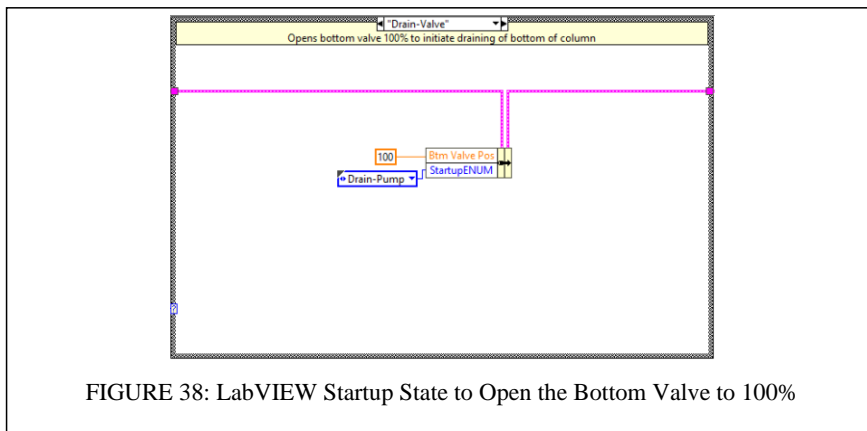 "Drain-Valve"
Opens bottom valve 100% to initiate draining of bottom of column
100
Btm Valve Pos
Drain-Pump
StartupENUM
?
FIGURE 38: LabVIEW Startup State to Open the Bottom Valve to 100%